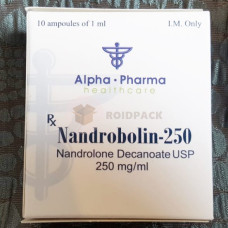 10 ampoules of 1 ml I.M. Only
Alpha • Pharma
healthcare
ROIDPACK
Rx Nandrobolin-250
Nandrolone Decanoate USP
250 mg/ml